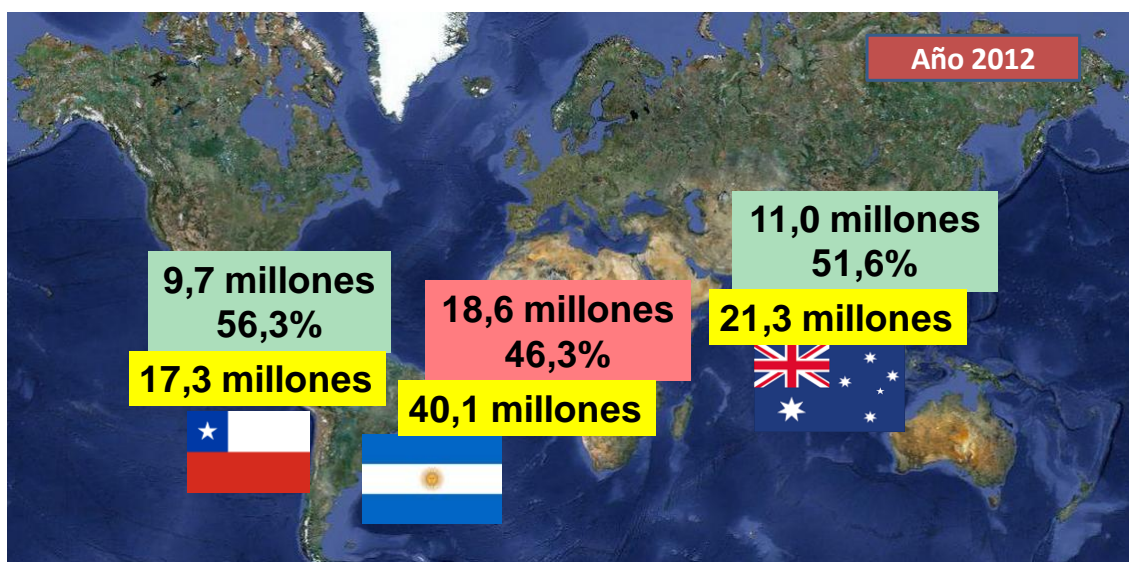 Año 2012
11,0 millones
51,6%
21,3 millones
9,7 millones
56,3%
17,3 millones
18,6 millones
46,3%
40,1 millones